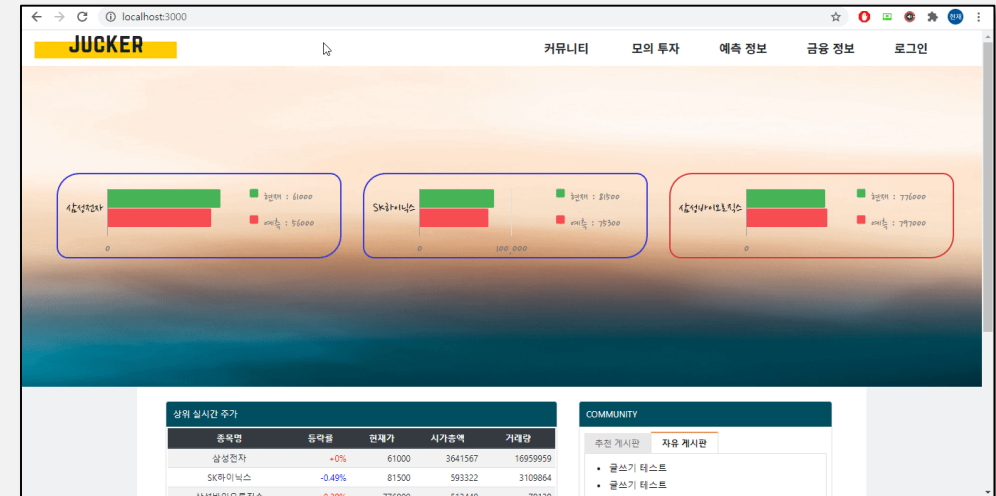 localhost:3000
현재
JUCKER
커뮤니티 모의 투자 예측 정보 금융 정보 로그인
삼성전자
현재 : 61000
예측 : 56000
0
SK하이닉스
현재 : 81500
예측 : 75300
0 100,000
삼성바이오로직스
현재 : 776000
예측 : 797000
0
상위 실시간 주가
종목명 등락율 현재가 시가총액 거래량
삼성전자 +0% 61000 3641567 16959959
SK하이닉스 -0.49% 81500 593322 3109864
COMMUNITY
추천 게시판 자유 게시판
글쓰기 테스트
글쓰기 테스트